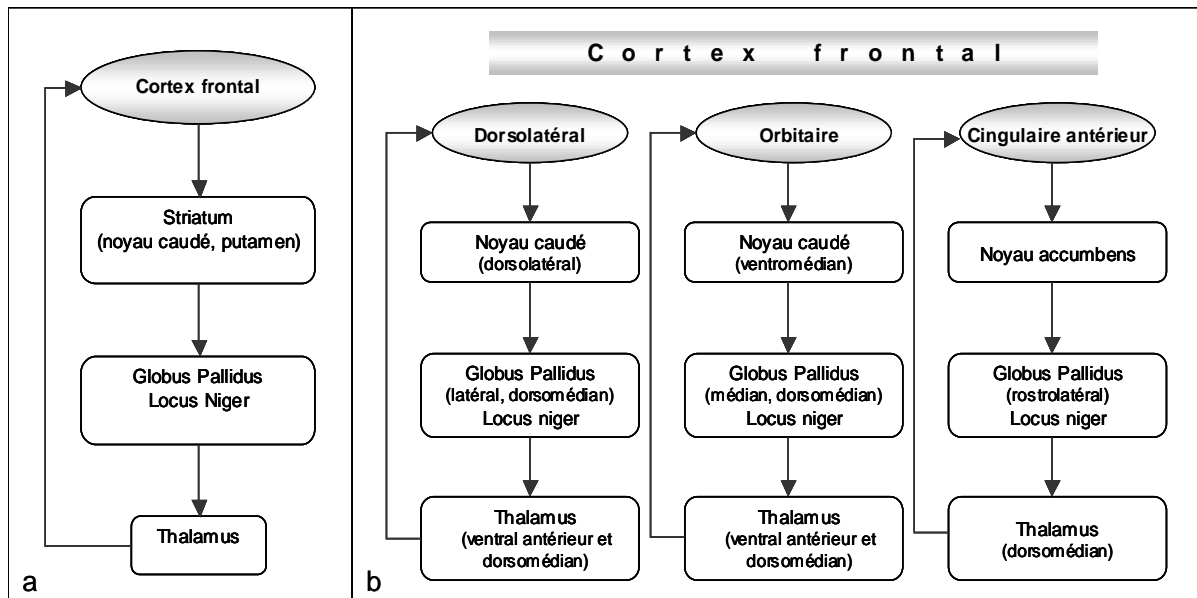 Cortex frontal
Striatum
(noyau caudé, putamen)
Globus Pallidus
Locus Niger
Thalamus
a
Cortex frontal
Dorsolatéral
Noyau caudé
(dorsolatéral)
Globus Pallidus
(latéral, dorsomédian)
Locus niger
Thalamus
(ventral antérieur et
dorsomédian)
Orbitaire
Noyau caudé
(ventromédian)
Globus Pallidus
(médian, dorsomédian)
Locus niger
Thalamus
(ventral antérieur et
dorsomédian)
Cingulaire antérieur
Noyau accumbens
Globus Pallidus
(rostrolatéral)
Locus niger
Thalamus
(dorsomédian)
b